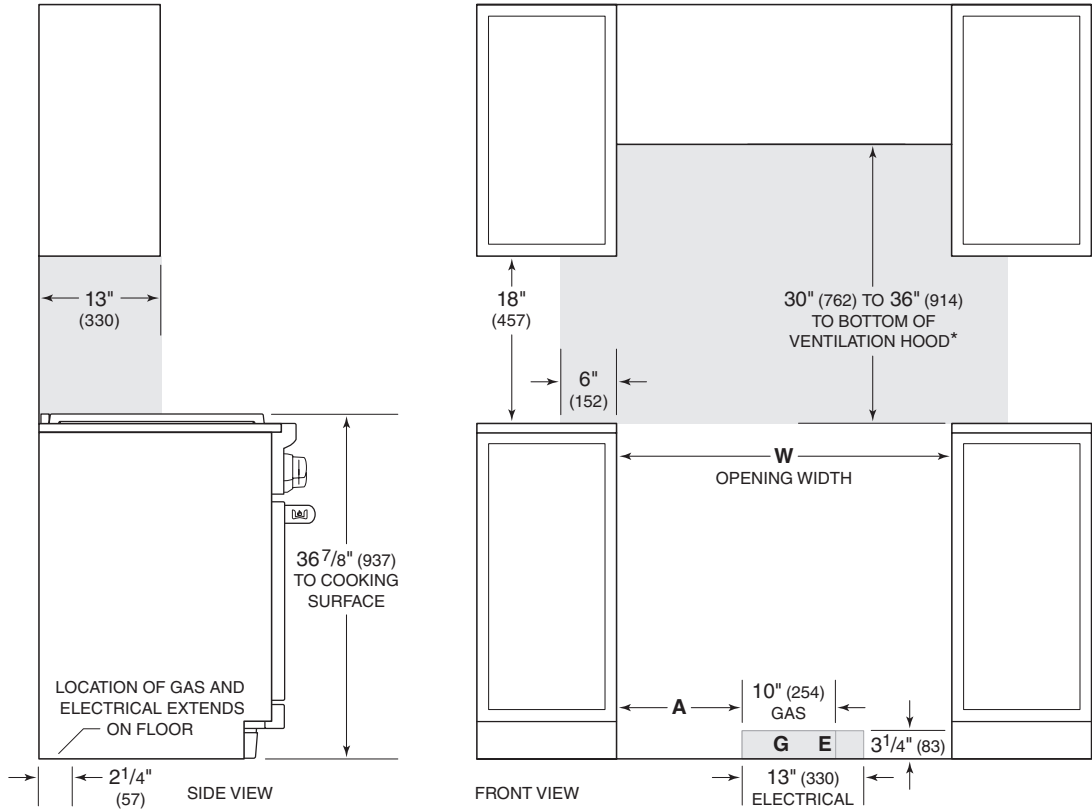 13"
(330)
36 7/8" (937)
TO COOKING
SURFACE
LOCATION OF GAS AND
ELECTRICAL EXTENDS
ON FLOOR
2 1/4"
(57)
SIDE VIEW
18"
(457)
30" (762) TO 36" (914)
TO BOTTOM OF
VENTILATION HOOD*
6"
(152)
W
OPENING WIDTH
A
10" (254)
GAS
G E
3 1/4" (83)
13" (330)
ELECTRICAL
FRONT VIEW